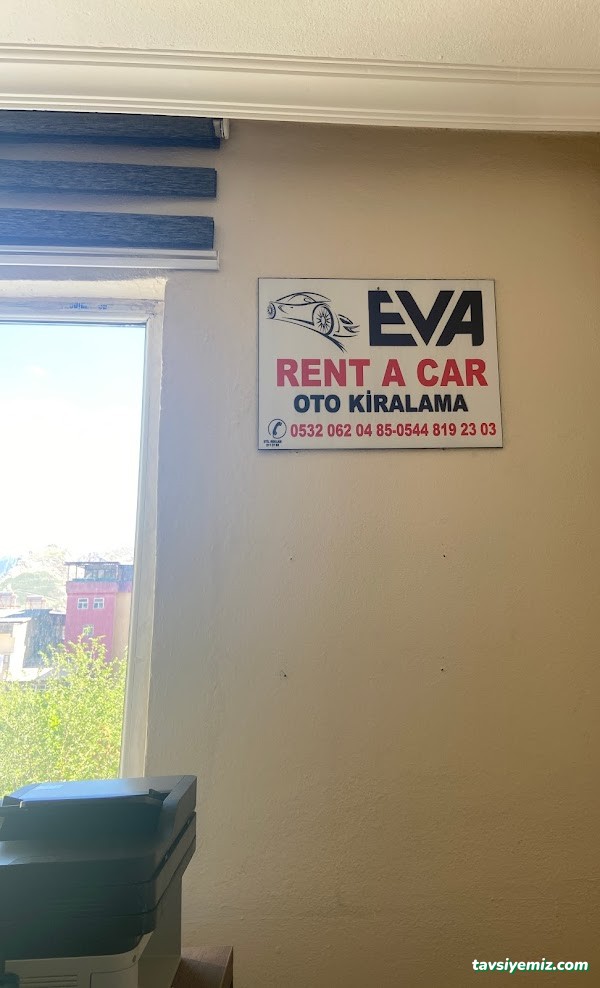 EVA
RENT A CAR
OTO KİRALAMA
0532 062 04 85-0544 819 23 03
tavsiyemiz.com